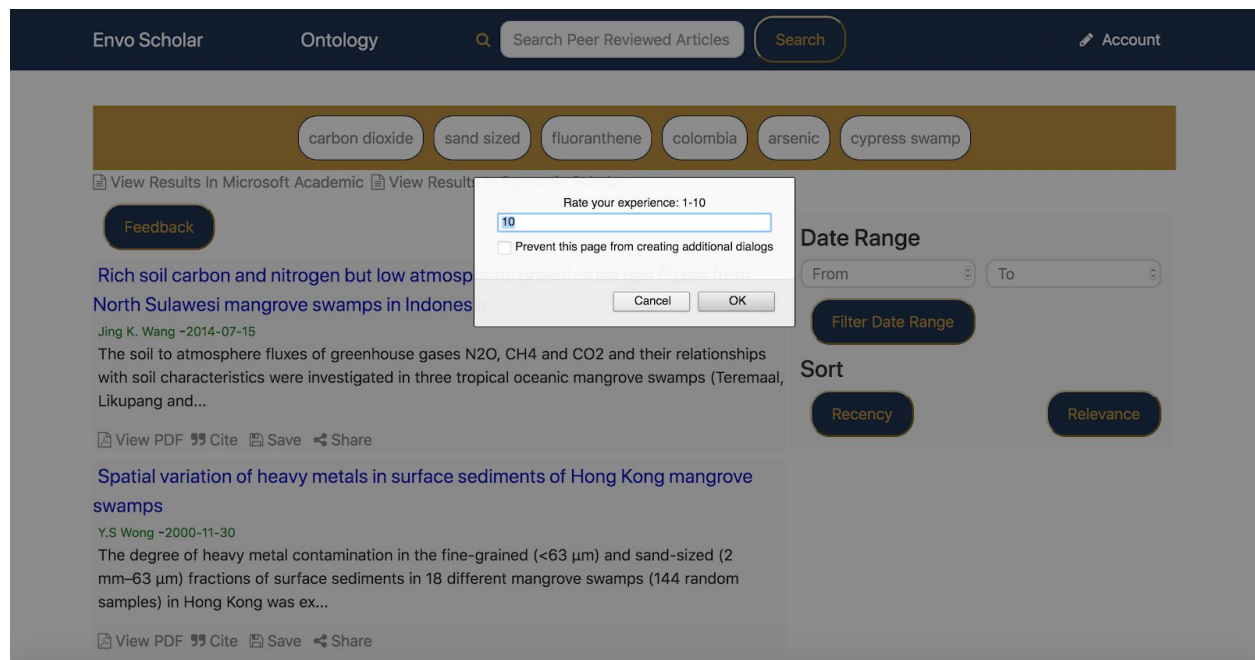 Envo Scholar Ontology Search Peer Reviewed Articles Search Account
carbon dioxide sand sized fluoranthene colombia arsenic cypress swamp
View Results In Microsoft Academic View Results
Rate your experience: 1-10
10
Prevent this page from creating additional dialogs
Cancel OK
Feedback
Rich soil carbon and nitrogen but low atmospheric greenhouse gas fluxes from
North Sulawesi mangrove swamps in Indones
Jing K. Wang -2014-07-15
The soil to atmosphere fluxes of greenhouse gases N2O, CH4 and CO2 and their relationships
with soil characteristics were investigated in three tropical oceanic mangrove swamps (Teremaal,
Likupang and...
View PDF Cite Save Share
Spatial variation of heavy metals in surface sediments of Hong Kong mangrove
swamps
Y.S Wong -2000-11-30
The degree of heavy metal contamination in the fine-grained (<63 μm) and sand-sized (2
mm–63 μm) fractions of surface sediments in 18 different mangrove swamps (144 random
samples) in Hong Kong was ex...
View PDF Cite Save Share
Date Range
From To
Filter Date Range
Sort
Recency Relevance